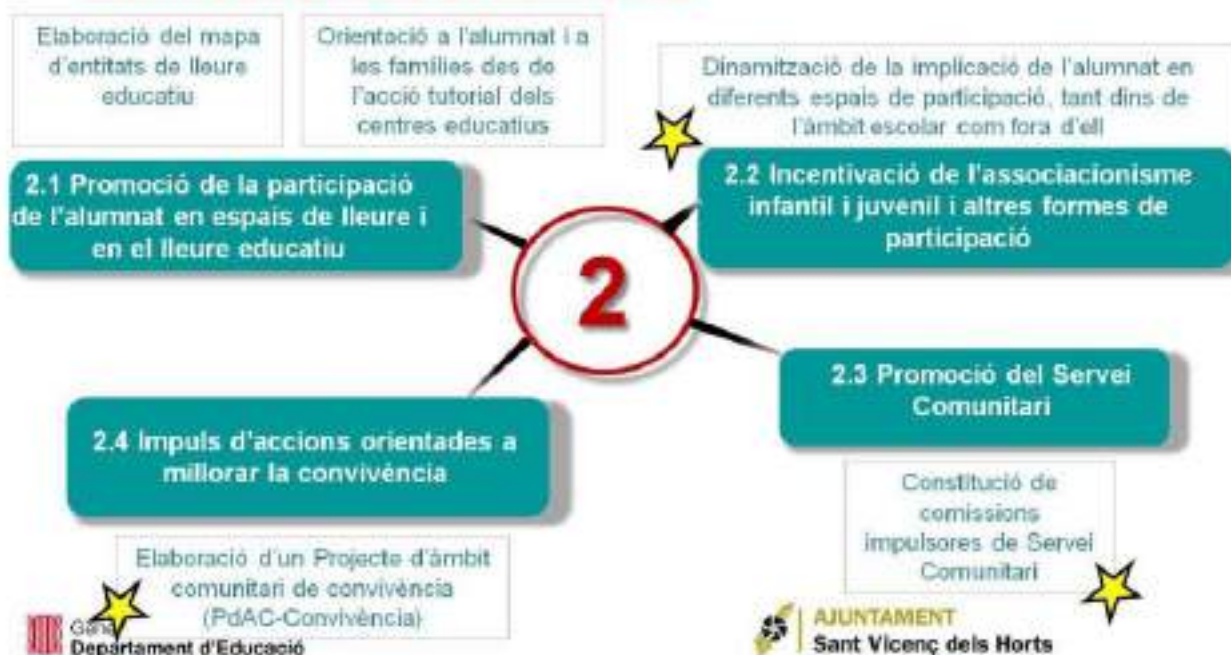 Elaboració del mapa
d'entitats de lleure
educatiu
Orientació a l'alumnat i a
les famílies des de
l'acció tutorial dels
centres educatius
Dinamització de la implicació de l'alumnat en
diferents espais de participació, tant dins de
l'àmbit escolar com fora d'ell
2.1 Promoció de la participació
de l'alumnat en espais de lleure i
en el lleure educatiu
2.2 Incentivació de l'associacionisme
infantil i juvenil i altres formes de
participació
2
2.3 Promoció del Servei
Comunitari
2.4 Impuls d'accions orientades a
millorar la convivència
Constitució de
comissions
impulsores de Servei
Comunitari
Elaboració d'un Projecte d'àmbit
comunitari de convivència
(PdAC-Convivència)
Departament d'Educació
AJUNTAMENT
Sant Vicenç dels Horts